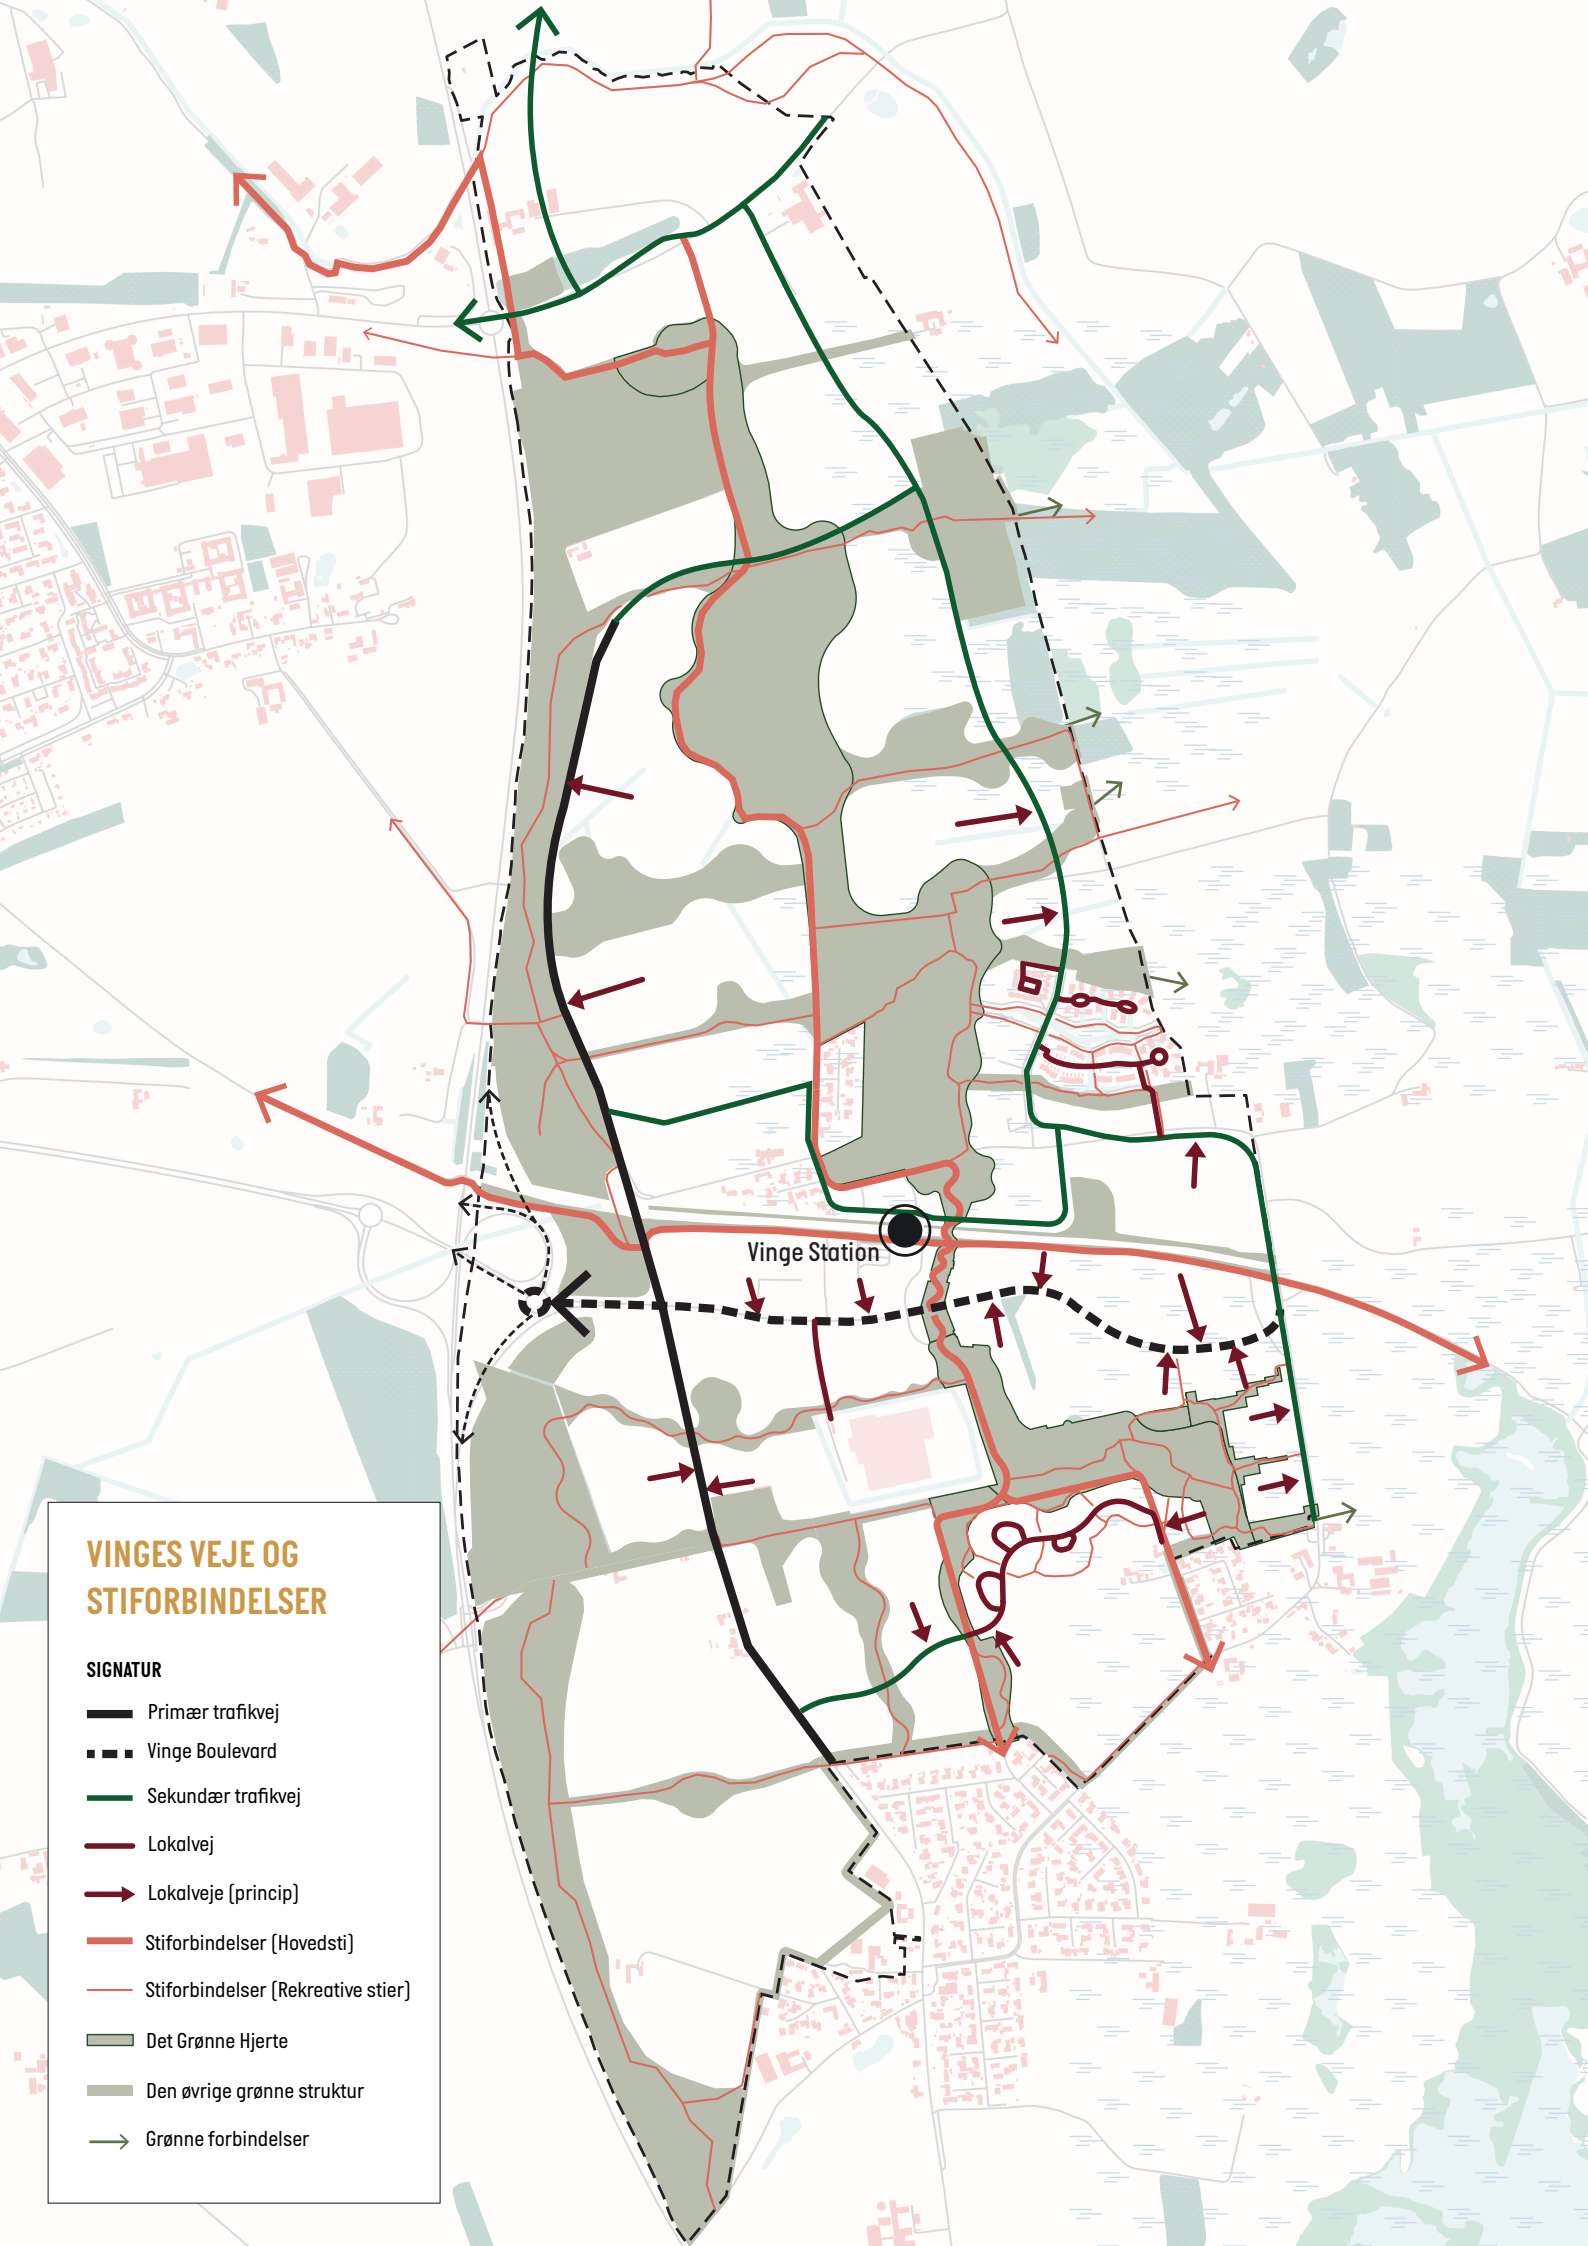 Vinge Station
VINGES VEJE OG
STIFORBINDELSER
SIGNATUR
Primær trafikvej
Vinge Boulevard
Sekundær trafikvej
Lokalvej
Lokalveje (princip)
Stiforbindelser (Hovedsti)
Stiforbindelser (Rekreative stier)
Det Grønne Hjerte
Den øvrige grønne struktur
Grønne forbindelser